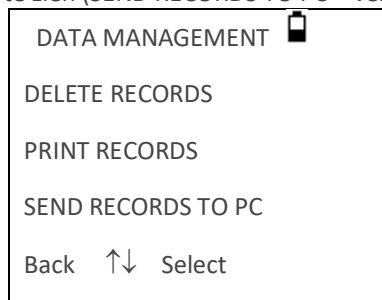 DATA MANAGEMENT
DELETE RECORDS
PRINT RECORDS
SEND RECORDS TO PC
Back ↑↓ Select